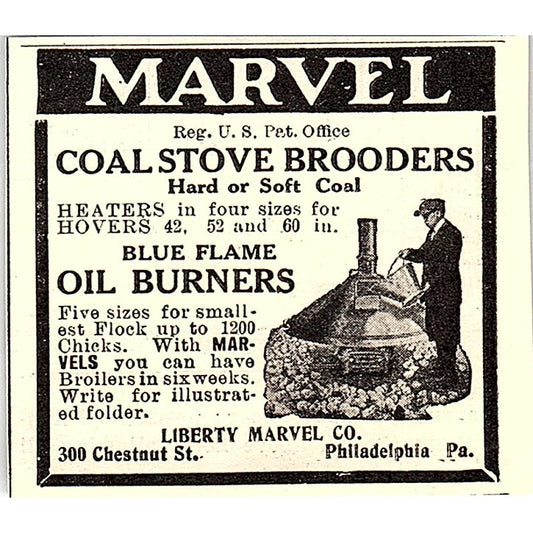 MARVEL
Reg. U. S. Pat. Office
COAL STOVE BROODERS
Hard or Soft Coal
HEATERS in four sizes for
HOVERS 42, 52 and 60 in.
BLUE FLAME
OIL BURNERS
Five sizes for small-
est Flock up to 1200
Chicks. With MAR-
VELS you can have
Broilers in six weeks.
Write for illustrat-
ed folder.
LIBERTY MARVEL CO.
300 Chestnut St. Philadelphia Pa.